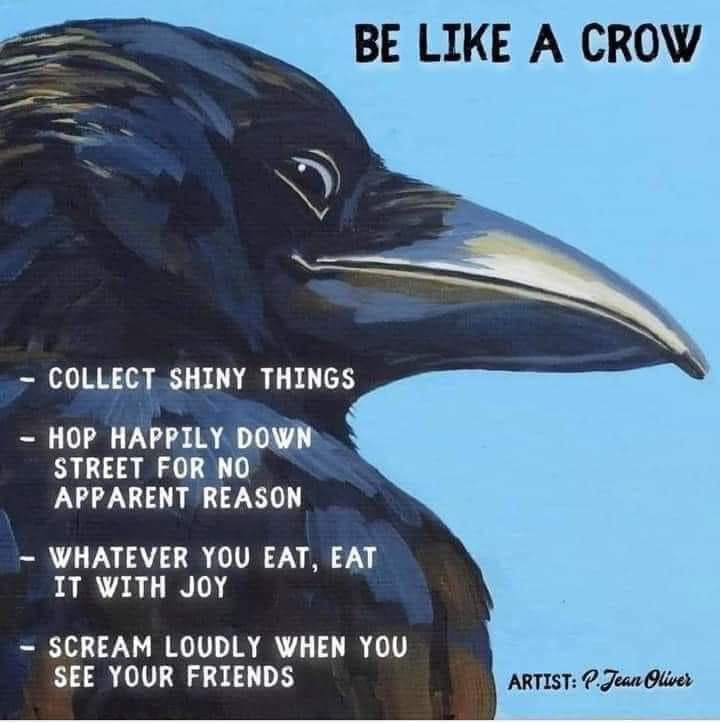 BE LIKE A CROW
- COLLECT SHINY THINGS
- HOP HAPPILY DOWN
STREET FOR NO
APPARENT REASON
- WHATEVER YOU EAT, EAT
IT WITH JOY
- SCREAM LOUDLY WHEN YOU
SEE YOUR FRIENDS
ARTIST: P.Jean Oliver